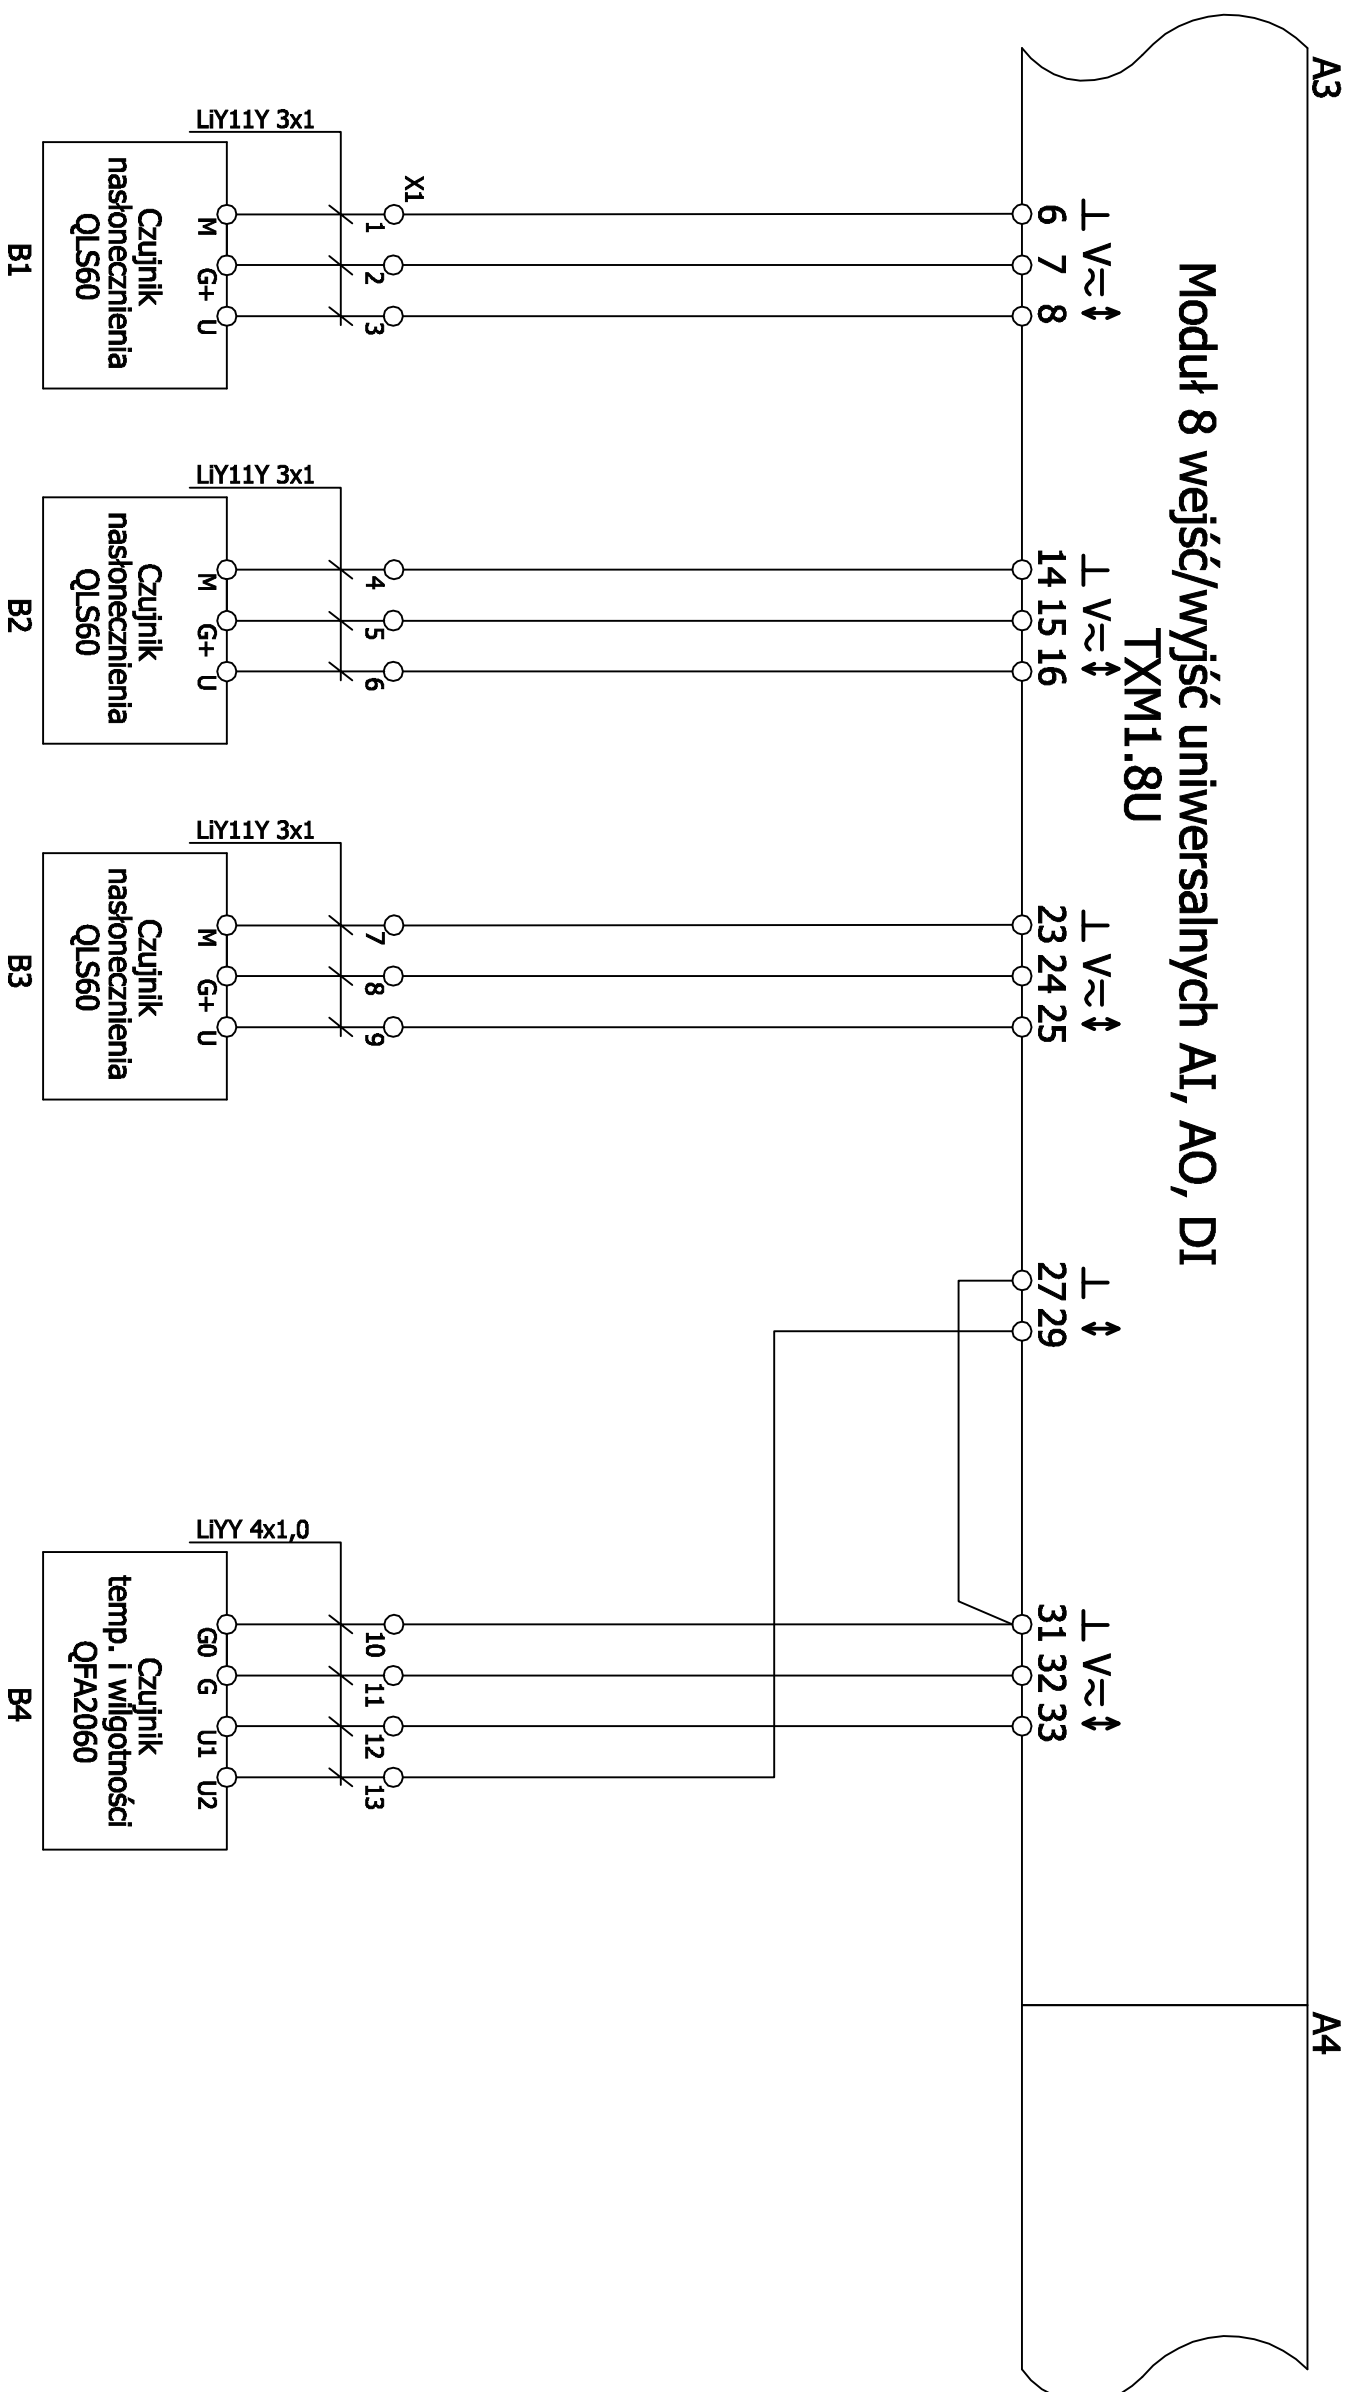 A3
A4
Moduł 8 wejść/wyjść uniwersalnych AI, AO, DI
TXM1.8U
⊥ V≂ ↕
⊥ V≂ ↕
⊥ V≂ ↕
⊥ ↕
⊥ V≂ ↕
6 7 8
14 15 16
23 24 25
27 29
31 32 33
X1
1 2 3
4 5 6
7 8 9
10 11 12 13
LiY11Y 3x1
LiY11Y 3x1
LiY11Y 3x1
LiYY 4x1,0
M G+ U
Czujnik
nasłonecznienia
QLS60
B1
M G+ U
Czujnik
nasłonecznienia
QLS60
B2
M G+ U
Czujnik
nasłonecznienia
QLS60
B3
G0 G U1 U2
Czujnik
temp. i wilgotności
QFA2060
B4